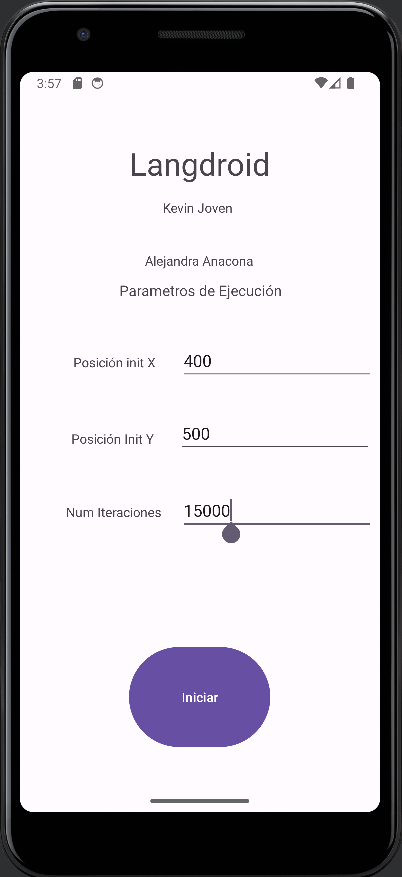 3:57
Langdroid
Kevin Joven
Alejandra Anacona
Parametros de Ejecución
Posición init X 400
Posición Init Y 500
Num Iteraciones 15000
Iniciar